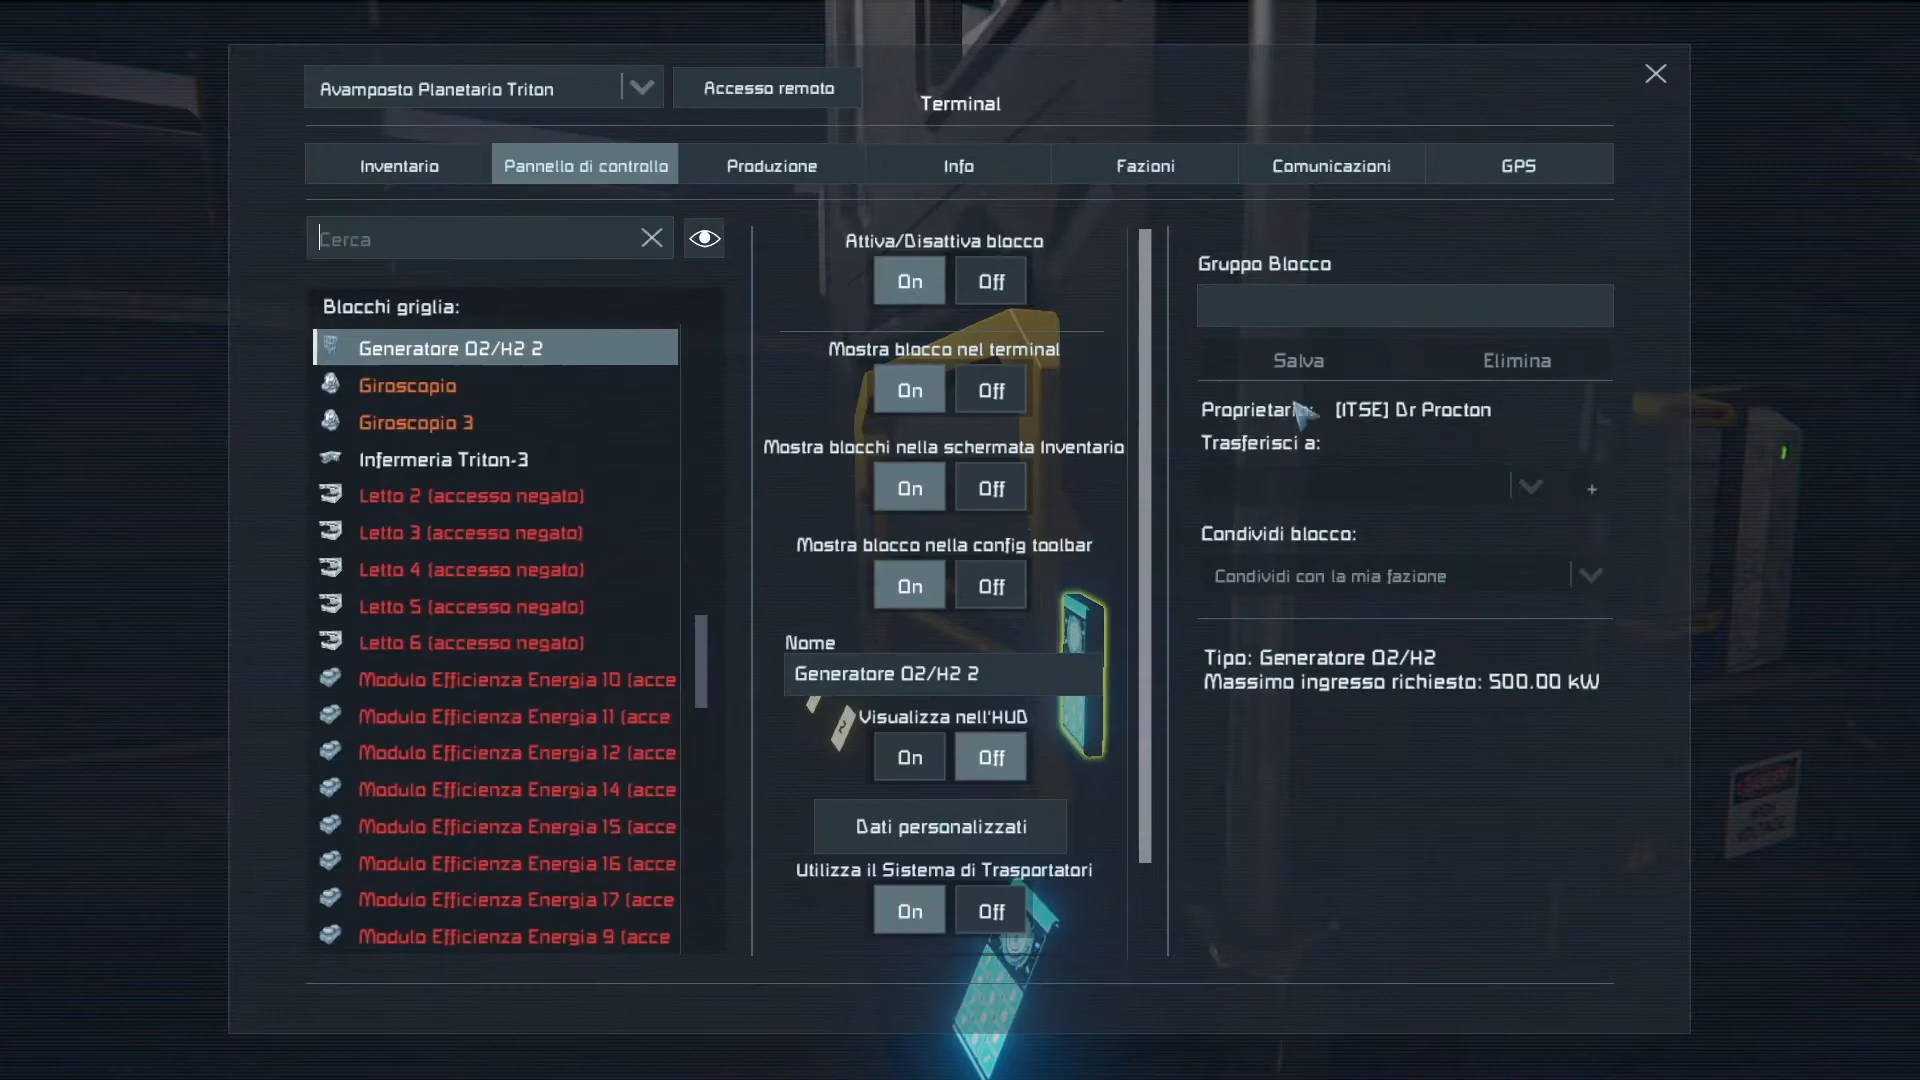 Avamposto Planetario Triton
Accesso remoto
Terminal
Inventario
Pannello di controllo
Produzione
Info
Fazioni
Comunicazioni
GPS
Cerca
Blocchi griglia:
Generatore O2/H2 2
Giroscopio
Giroscopio 3
Infermeria Triton-3
Letto 2 (accesso negato)
Letto 3 (accesso negato)
Letto 4 (accesso negato)
Letto 5 (accesso negato)
Letto 6 (accesso negato)
Modulo Efficienza Energia 10 (acce
Modulo Efficienza Energia 11 (acce
Modulo Efficienza Energia 12 (acce
Modulo Efficienza Energia 14 (acce
Modulo Efficienza Energia 15 (acce
Modulo Efficienza Energia 16 (acce
Modulo Efficienza Energia 17 (acce
Modulo Efficienza Energia 9 (acce
Attiva/Disattiva blocco
On Off
Mostra blocco nel terminal
On Off
Mostra blocchi nella schermata Inventario
On Off
Mostra blocco nella config toolbar
On Off
Nome
Generatore O2/H2 2
Visualizza nell'HUD
On Off
Dati personalizzati
Utilizza il Sistema di Trasportatori
On Off
Gruppo Blocco
Salva Elimina
Proprietario: [ITSE] Dr Procton
Trasferisci a:
+
Condividi blocco:
Condividi con la mia fazione
Tipo: Generatore O2/H2
Massimo ingresso richiesto: 500.00 kW
DANGER
HIGH
VOLTAGE